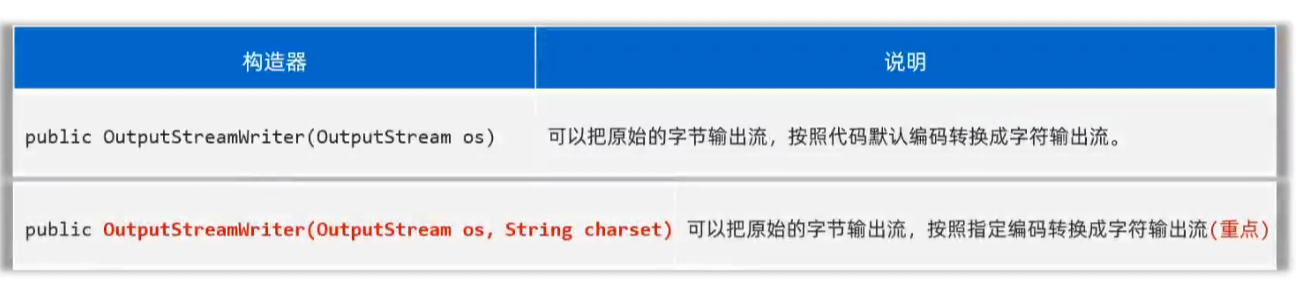 构造器 说明
public OutputStreamWriter(OutputStream os) 可以把原始的字节输出流，按照代码默认编码转换成字符输出流。
public OutputStreamWriter(OutputStream os, String charset) 可以把原始的字节输出流，按照指定编码转换成字符输出流(重点)